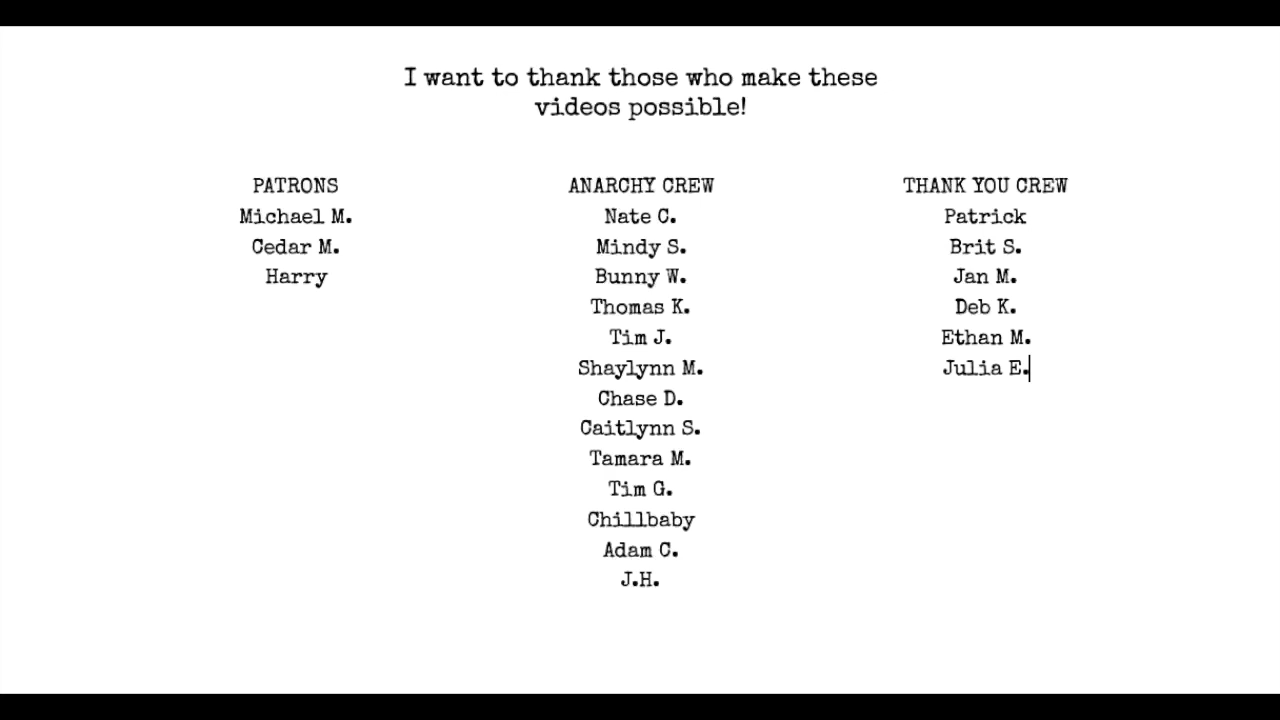 I want to thank those who make these
videos possible!
PATRONS
Michael M.
Cedar M.
Harry
ANARCHY CREW
Nate C.
Mindy S.
Bunny W.
Thomas K.
Tim J.
Shaylynn M.
Chase D.
Caitlynn S.
Tamara M.
Tim G.
Chillbaby
Adam C.
J.H.
THANK YOU CREW
Patrick
Brit S.
Jan M.
Deb K.
Ethan M.
Julia E.